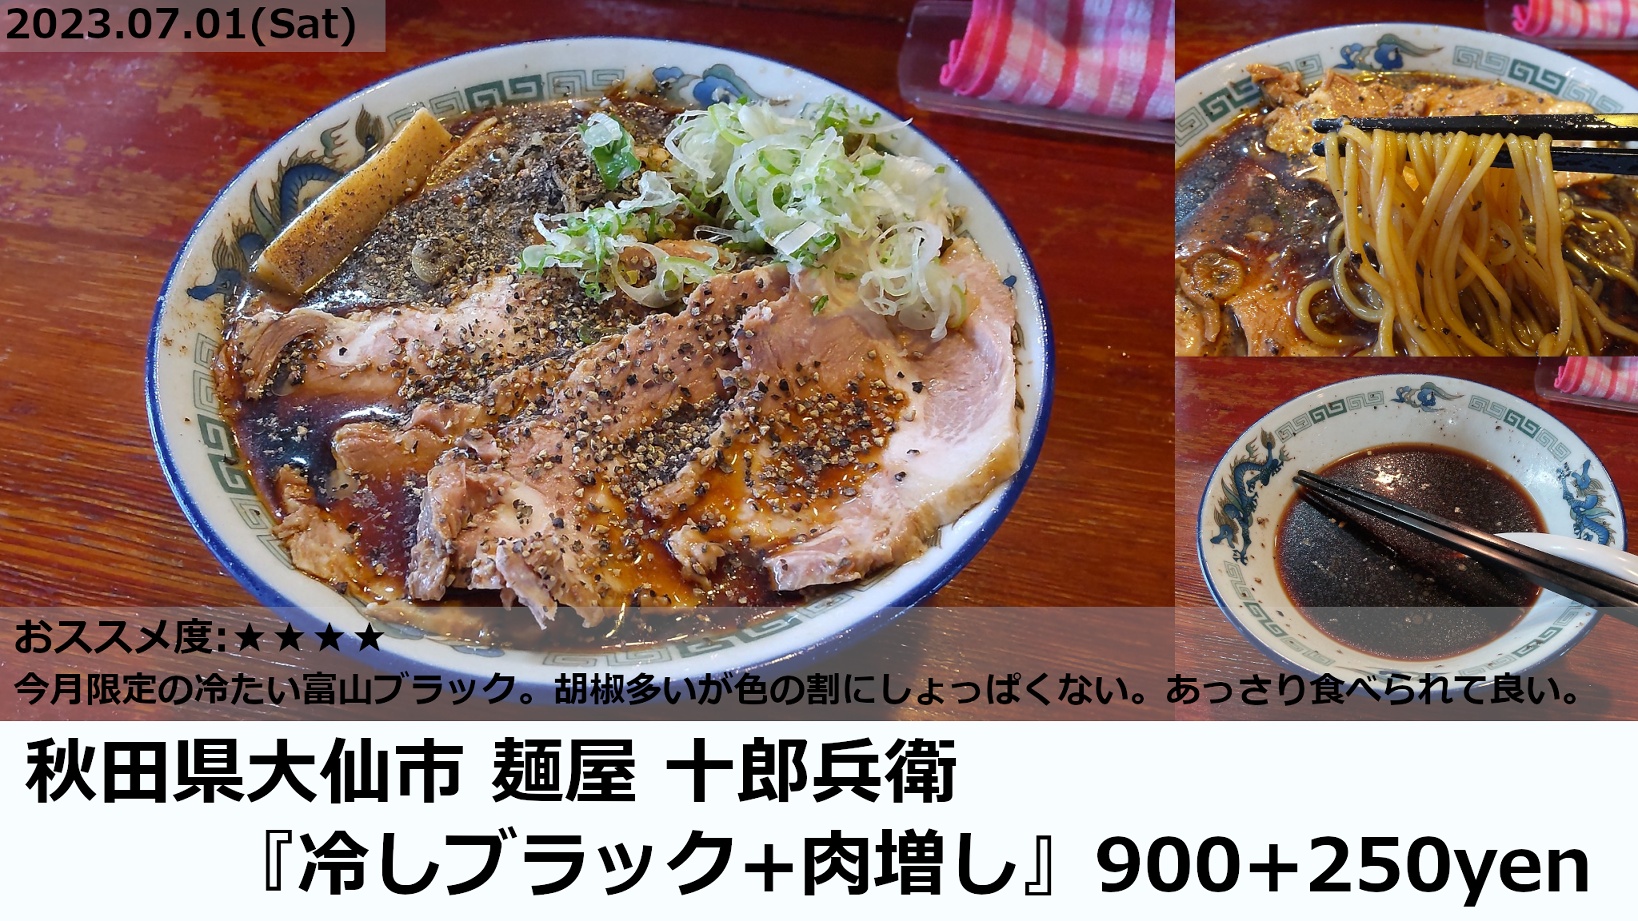 2023.07.01(Sat)
おススメ度:★★★★
今月限定の冷たい富山ブラック。胡椒多いが色の割にしょっぱくない。あっさり食べられて良い。
秋田県大仙市 麺屋 十郎兵衛
『冷しブラック+肉増し』900+250yen